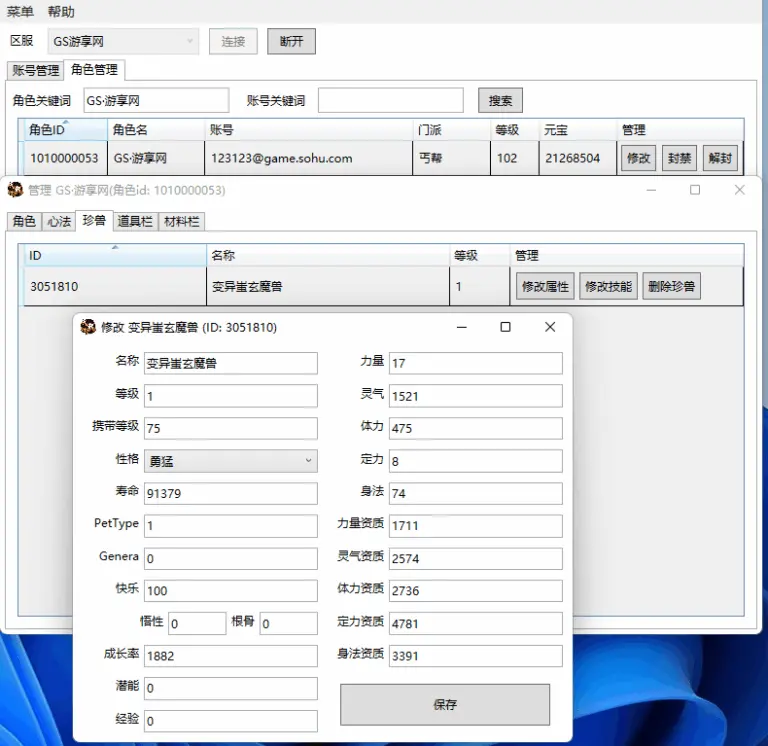 菜单 帮助
区服 GS游享网 连接 断开
账号管理 角色管理
角色关键词 GS·游享网 账号关键词 搜索
角色ID 角色名 账号 门派 等级 元宝 管理
1010000053 GS·游享网 123123@game.sohu.com 丐帮 102 21268504 修改 封禁 解封
管理 GS·游享网(角色id: 1010000053)
角色 心法 珍兽 道具栏 材料栏
ID 名称 等级 管理
3051810 变异蚩玄魔兽 1 修改属性 修改技能 删除珍兽
修改 变异蚩玄魔兽 (ID: 3051810)
名称 变异蚩玄魔兽 力量 17
等级 1 灵气 1521
携带等级 75 体力 475
性格 勇猛 定力 8
寿命 91379 身法 74
PetType 1 力量资质 1711
Genera 0 灵气资质 2574
快乐 100 体力资质 2736
悟性 0 根骨 0 定力资质 4781
成长率 1882 身法资质 3391
潜能 0 保存
经验 0